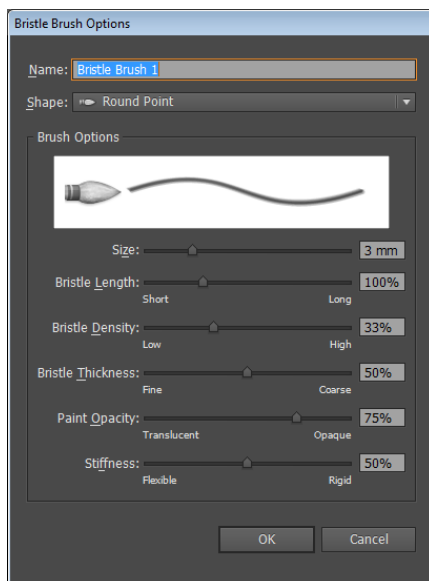 Bristle Brush Options
Name: Bristle Brush 1
Shape: Round Point
Brush Options
Size: 3 mm
Bristle Length: 100%
Short Long
Bristle Density: 33%
Low High
Bristle Thickness: 50%
Fine Coarse
Paint Opacity: 75%
Translucent Opaque
Stiffness: 50%
Flexible Rigid
OK Cancel